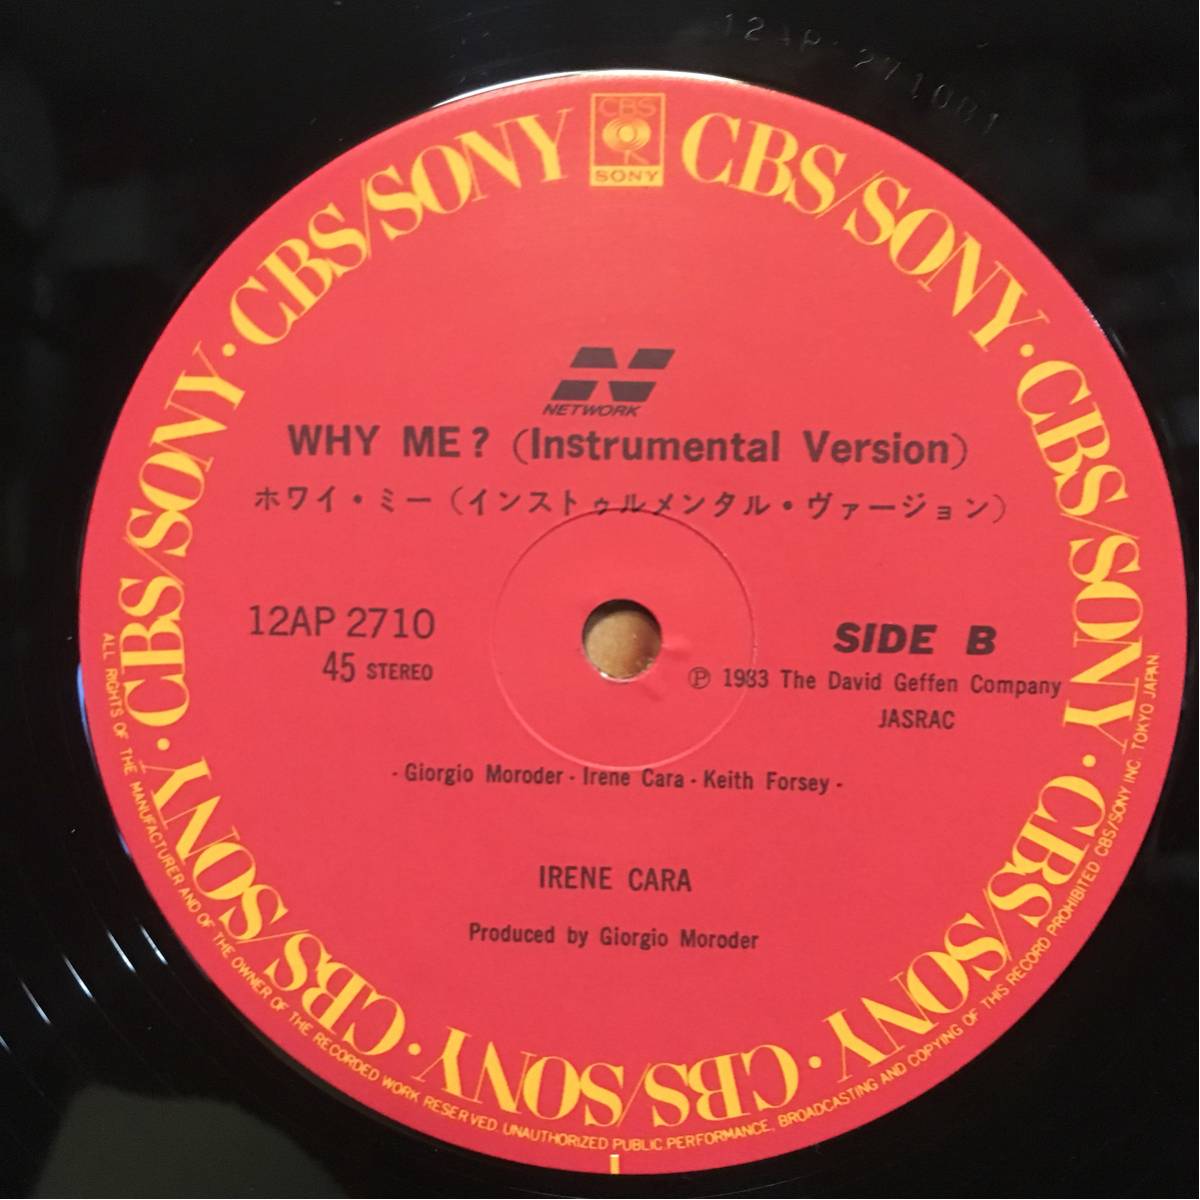 12AP 2710B1
CBS
SONY
CBS/SONY · CBS/SONY · CBS/SONY · CBS/SONY · CBS/SONY · CBS/SONY · CBS/SONY · CBS/SONY
NETWORK
WHY ME? (Instrumental Version)
ホワイ・ミー(インストゥルメンタル・ヴァージョン)
12AP 2710
45 STEREO
SIDE B
℗ 1983 The David Geffen Company
JASRAC
- Giorgio Moroder - Irene Cara - Keith Forsey -
IRENE CARA
Produced by Giorgio Moroder
ALL RIGHTS OF THE MANUFACTURER AND OF THE OWNER OF THE RECORDED WORK RESERVED. UNAUTHORIZED PUBLIC PERFORMANCE, BROADCASTING AND COPYING OF THIS RECORD PROHIBITED CBS/SONY INC. TOKYO JAPAN.